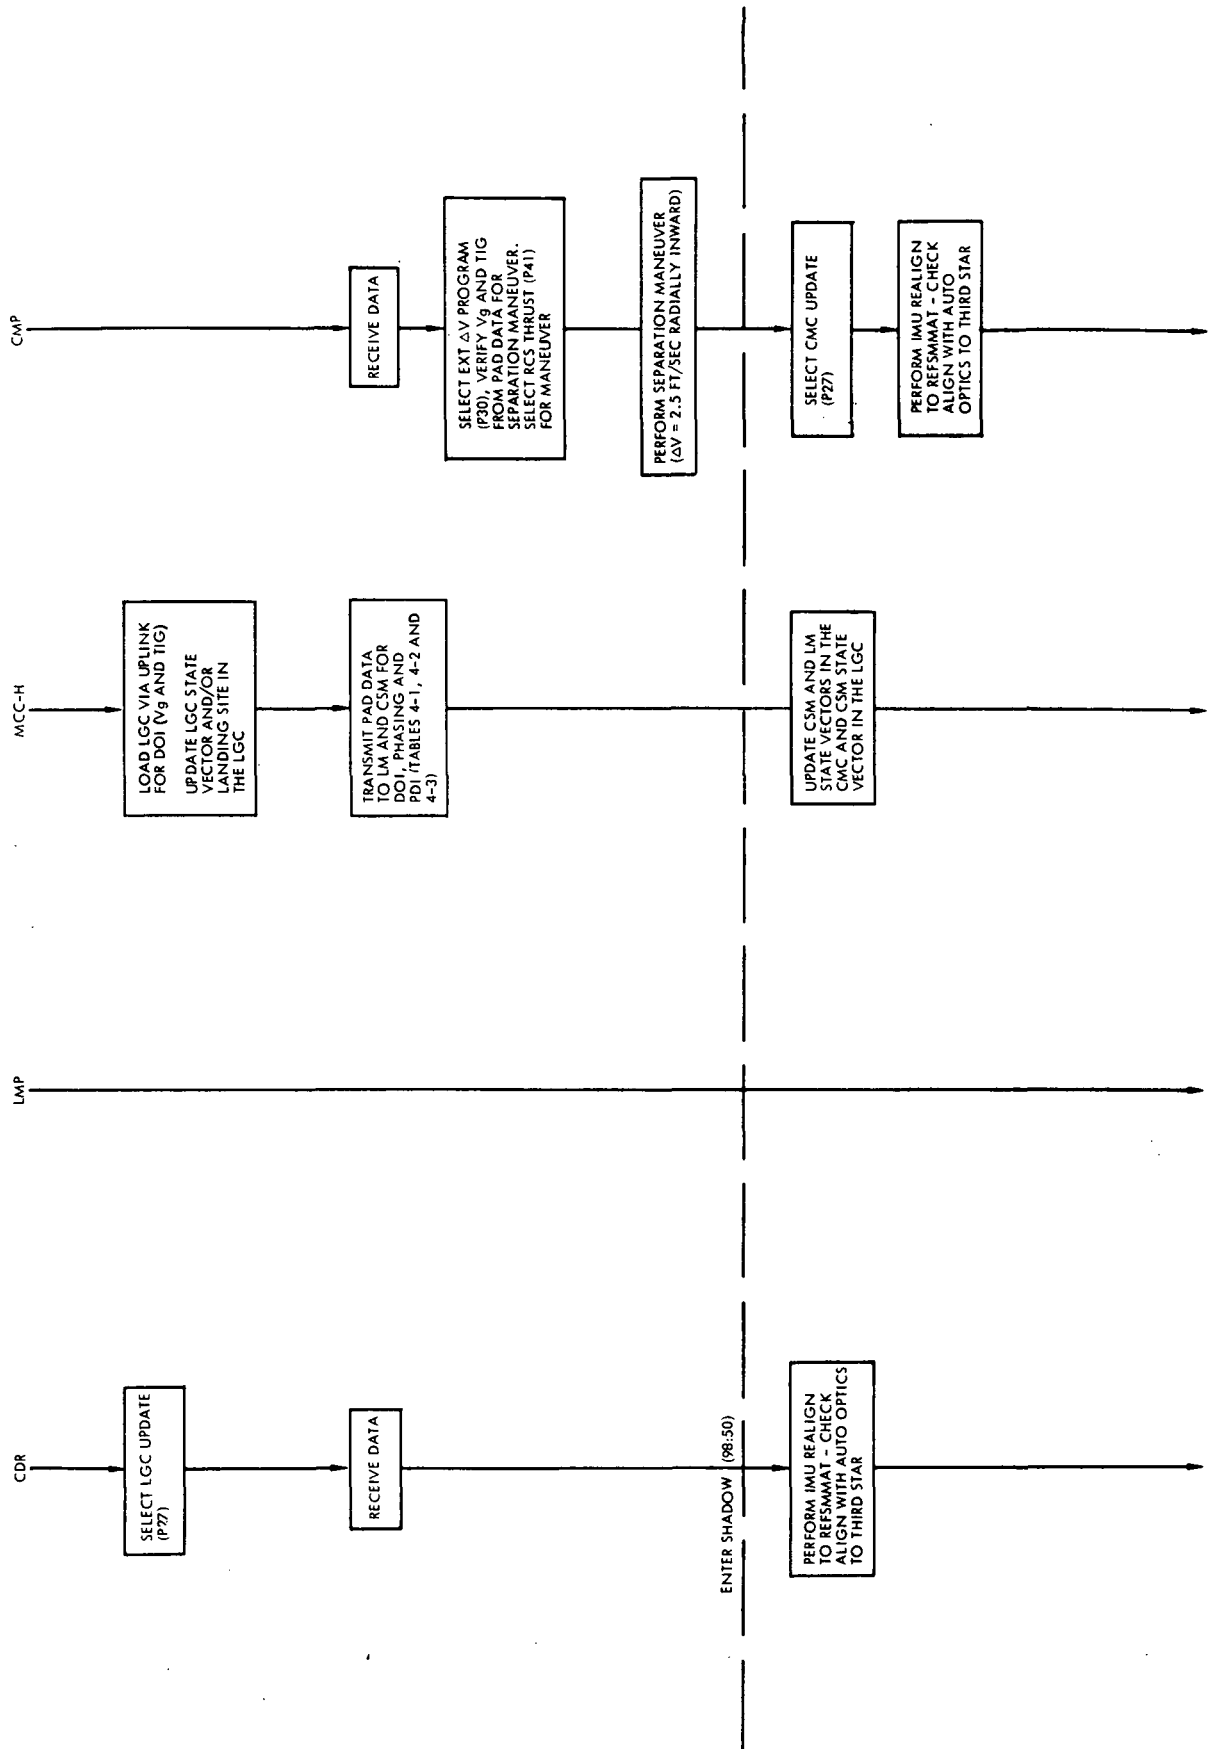 CDR
SELECT LGC UPDATE
(P27)
RECEIVE DATA
ENTER SHADOW (98:50)
PERFORM IMU REALIGN
TO REFSMMAT - CHECK
ALIGN WITH AUTO OPTICS
TO THIRD STAR
LMP
MCC-H
LOAD LGC VIA UPLINK
FOR DOI (Vg AND TIG)
UPDATE LGC STATE
VECTOR AND/OR
LANDING SITE IN
THE LGC
TRANSMIT PAD DATA
TO LM AND CSM FOR
DOI, PHASING AND
PDI (TABLES 4-1, 4-2 AND
4-3)
UPDATE CSM AND LM
STATE VECTORS IN THE
CMC AND CSM STATE
VECTOR IN THE LGC
CMP
RECEIVE DATA
SELECT EXT ΔV PROGRAM
(P30), VERIFY Vg AND TIG
FROM PAD DATA FOR
SEPARATION MANEUVER.
SELECT RCS THRUST (P41)
FOR MANEUVER
PERFORM SEPARATION MANEUVER
(ΔV = 2.5 FT/SEC RADIALLY INWARD)
SELECT CMC UPDATE
(P27)
PERFORM IMU REALIGN
TO REFSMMAT - CHECK
ALIGN WITH AUTO
OPTICS TO THIRD STAR